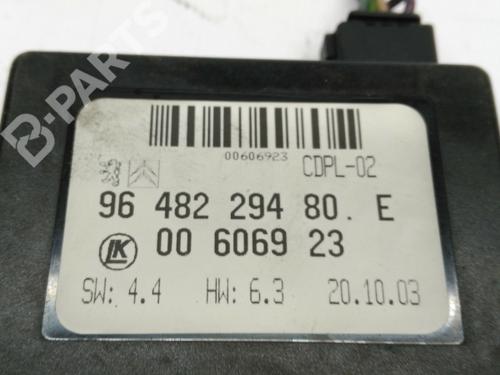 B-PARTS
00606923
CDPL-02
96 482 294 80. E
LK 00 6069 23
SW: 4.4 HW: 6.3 20.10.03